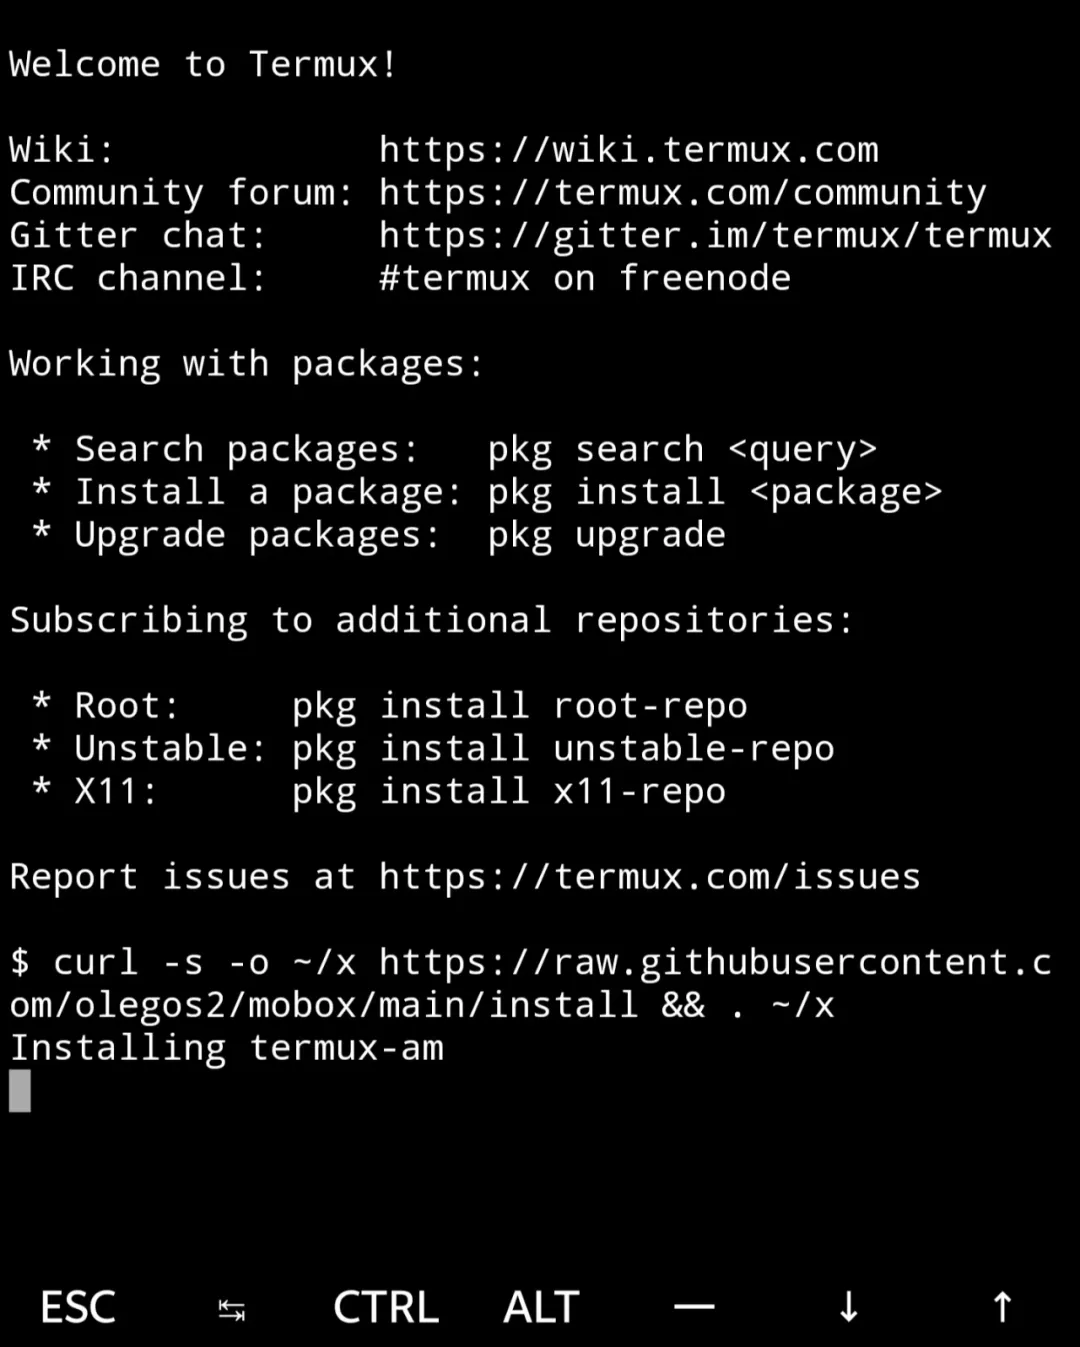 Welcome to Termux!
Wiki: https://wiki.termux.com
Community forum: https://termux.com/community
Gitter chat: https://gitter.im/termux/termux
IRC channel: #termux on freenode
Working with packages:
* Search packages: pkg search <query>
* Install a package: pkg install <package>
* Upgrade packages: pkg upgrade
Subscribing to additional repositories:
* Root: pkg install root-repo
* Unstable: pkg install unstable-repo
* X11: pkg install x11-repo
Report issues at https://termux.com/issues
$ curl -s -o ~/x https://raw.githubusercontent.c
om/olegos2/mobox/main/install && . ~/x
Installing termux-am
ESC ↹ CTRL ALT — ↓ ↑